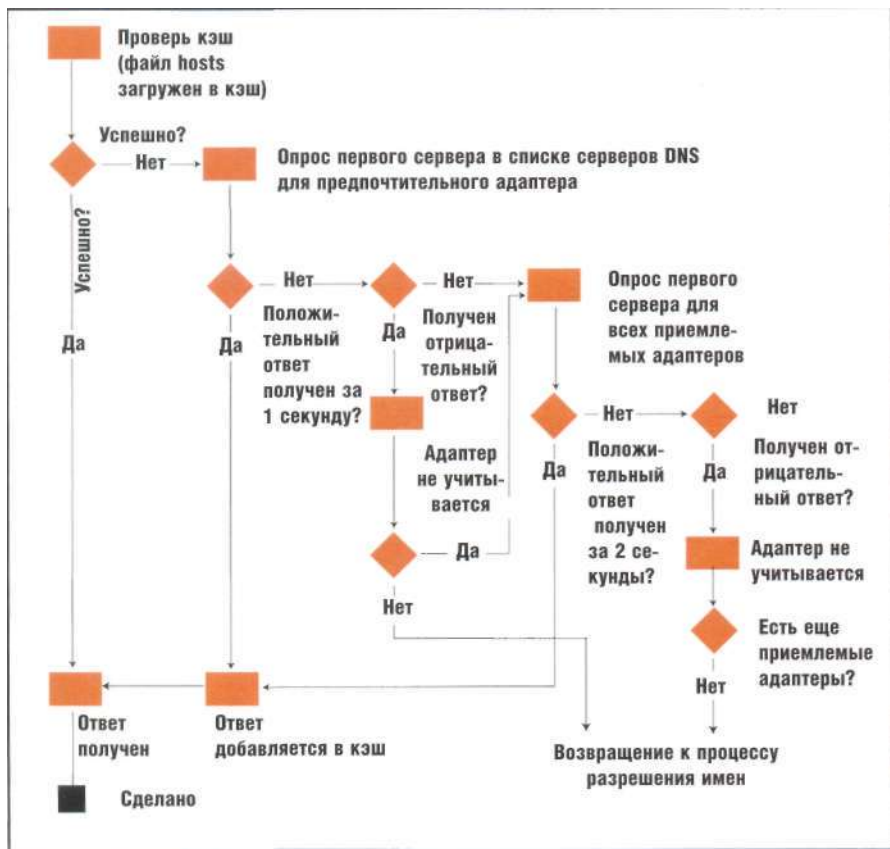 Проверь кэш
(файл hosts
загружен в кэш)
Успешно?
Нет
Опрос первого сервера в списке серверов DNS
для предпочтительного адаптера
Успешно?
Да
Нет
Положи-
тельный
ответ
получен за
1 секунду?
Да
Нет
Получен
отрица-
тельный
ответ?
Да
Адаптер
не учиты-
вается
Да
Нет
Опрос первого
сервера для
всех приемле-
мых адаптеров
Нет
Положи-
тельный
ответ
получен
за 2 се-
кунды?
Да
Нет
Получен от-
рицатель-
ный ответ?
Да
Адаптер не
учитывается
Есть еще
приемлемые
адаптеры?
Нет
Ответ
получен
Ответ
добавляется в кэш
Возвращение к процессу
разрешения имен
Сделано